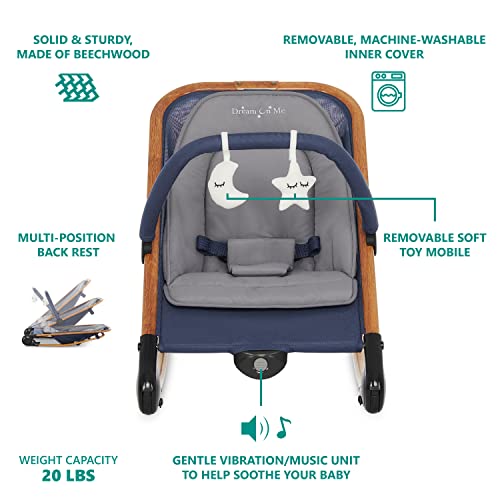 SOLID & STURDY,
MADE OF BEECHWOOD
REMOVABLE, MACHINE-WASHABLE
INNER COVER
Dream On Me
MULTI-POSITION
BACK REST
REMOVABLE SOFT
TOY MOBILE
WEIGHT CAPACITY
20 LBS
GENTLE VIBRATION/MUSIC UNIT
TO HELP SOOTHE YOUR BABY